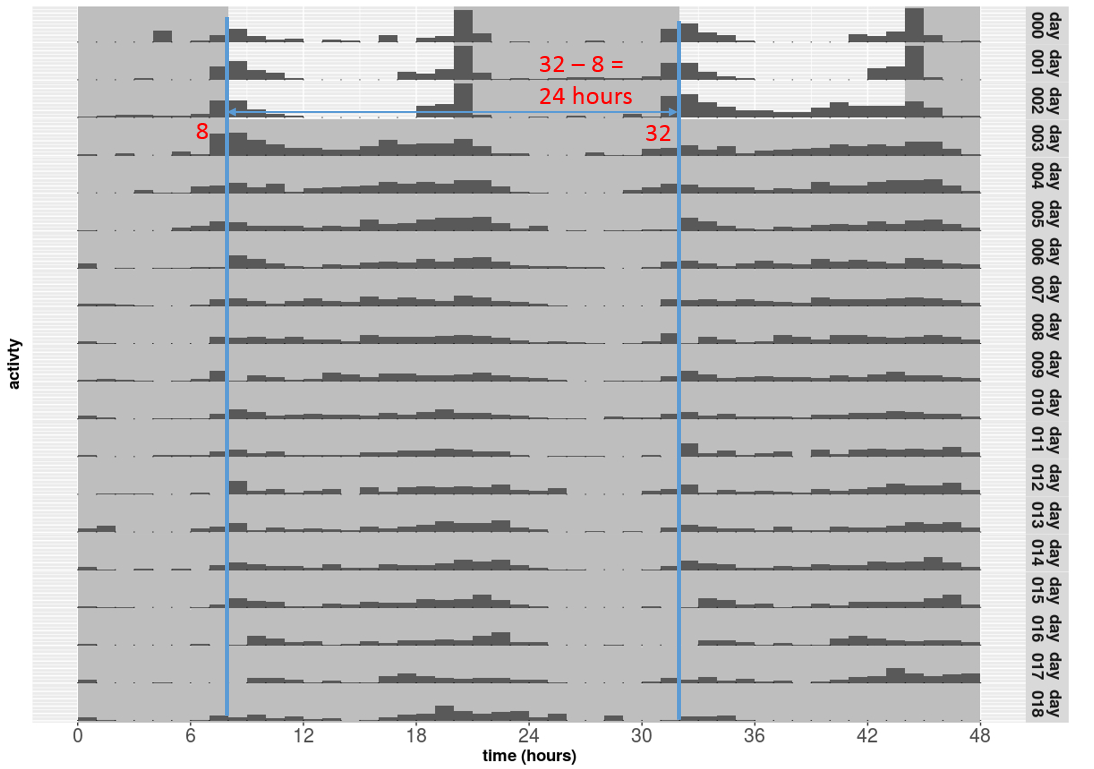 day 000
day 001
32 – 8 =
24 hours
day 002
8
32
day 003
day 004
day 005
day 006
day 007
day 008
activty
day 009
day 010
day 011
day 012
day 013
day 014
day 015
day 016
day 017
day 018
0 6 12 18 24 30 36 42 48
time (hours)